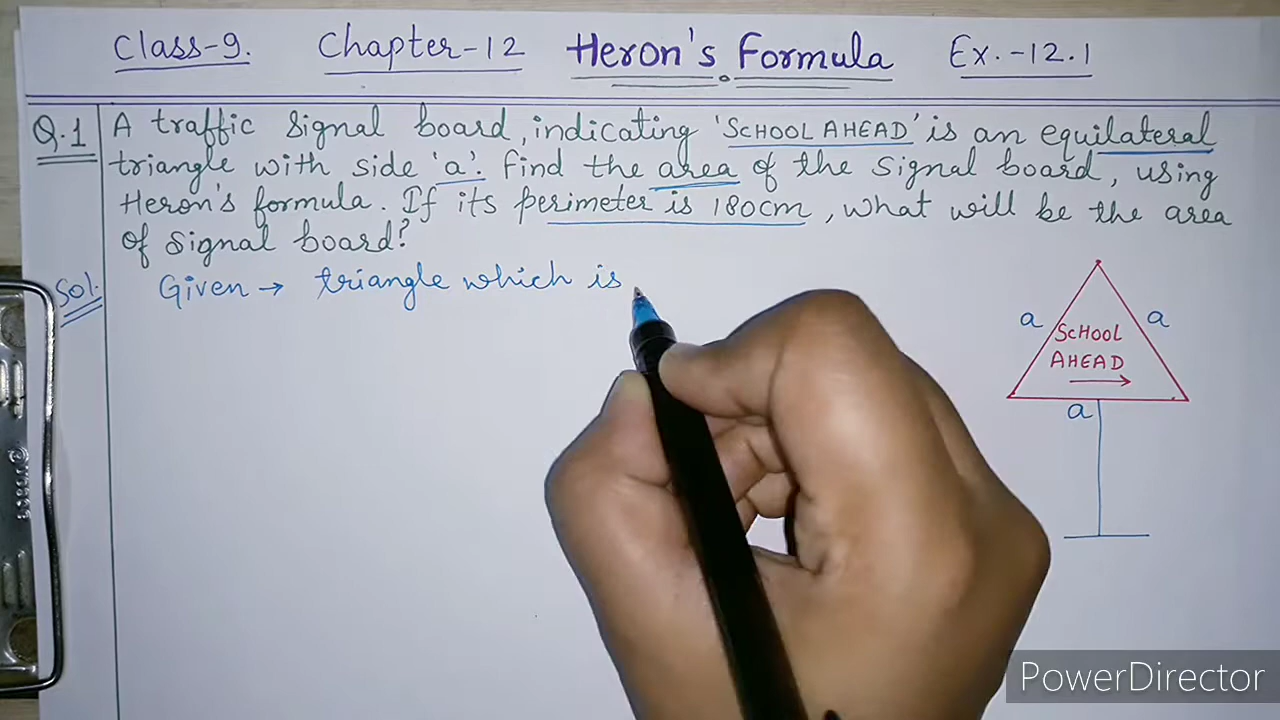 Class-9. Chapter-12 Heron's Formula Ex.-12.1
Q.1 A traffic Signal board, indicating 'SCHOOL AHEAD' is an equilateral
triangle with side 'a'. Find the area of the signal board, using
Heron's formula. If its perimeter is 180cm, what will be the area
of signal board?
Sol. Given → triangle which is
a a
SCHOOL
AHEAD
→
a
PowerDirector